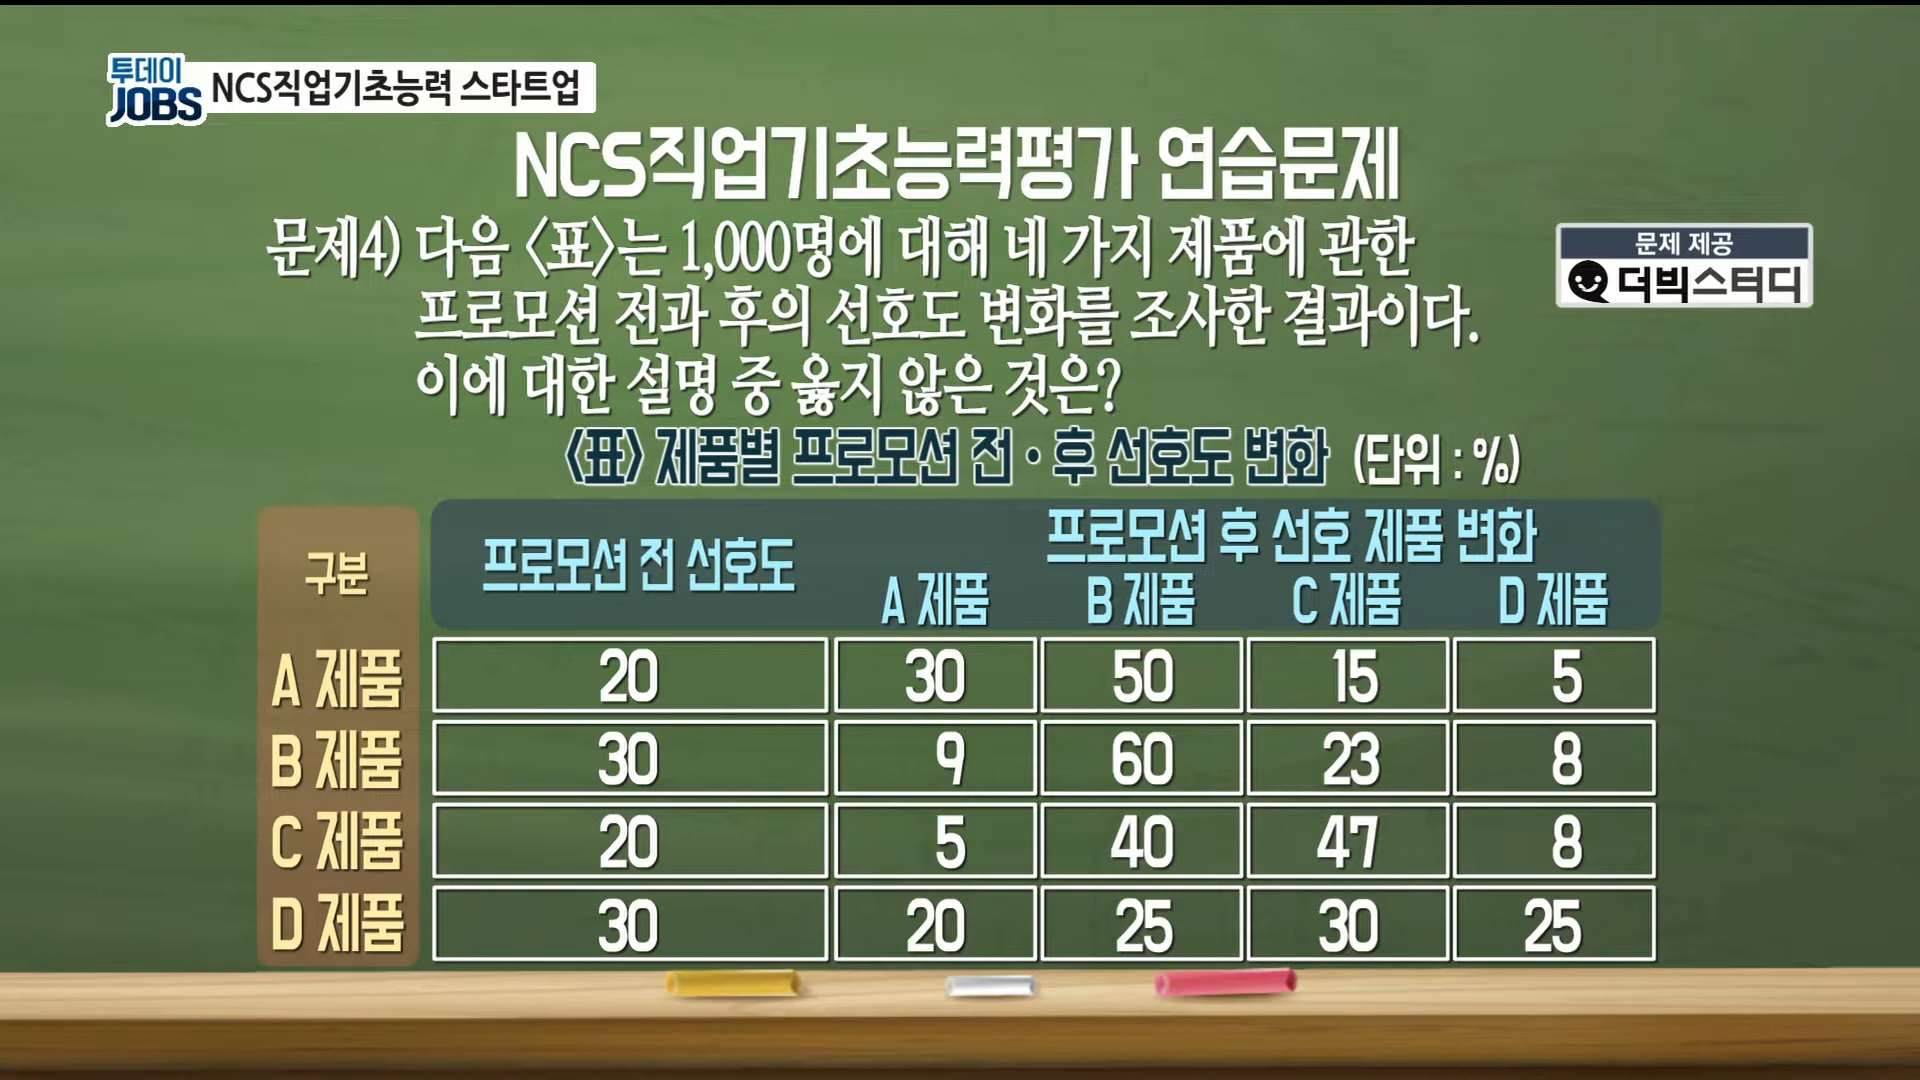 투데이
JOBS
NCS직업기초능력 스타트업
NCS직업기초능력평가 연습문제
문제4) 다음 〈표〉는 1,000명에 대해 네 가지 제품에 관한
프로모션 전과 후의 선호도 변화를 조사한 결과이다.
이에 대한 설명 중 옳지 않은 것은?
문제 제공
더빅스터디
〈표〉 제품별 프로모션 전·후 선호도 변화 (단위 : %)
구분 프로모션 전 선호도 프로모션 후 선호 제품 변화
A 제품 B 제품 C 제품 D 제품
A 제품 20 30 50 15 5
B 제품 30 9 60 23 8
C 제품 20 5 40 47 8
D 제품 30 20 25 30 25